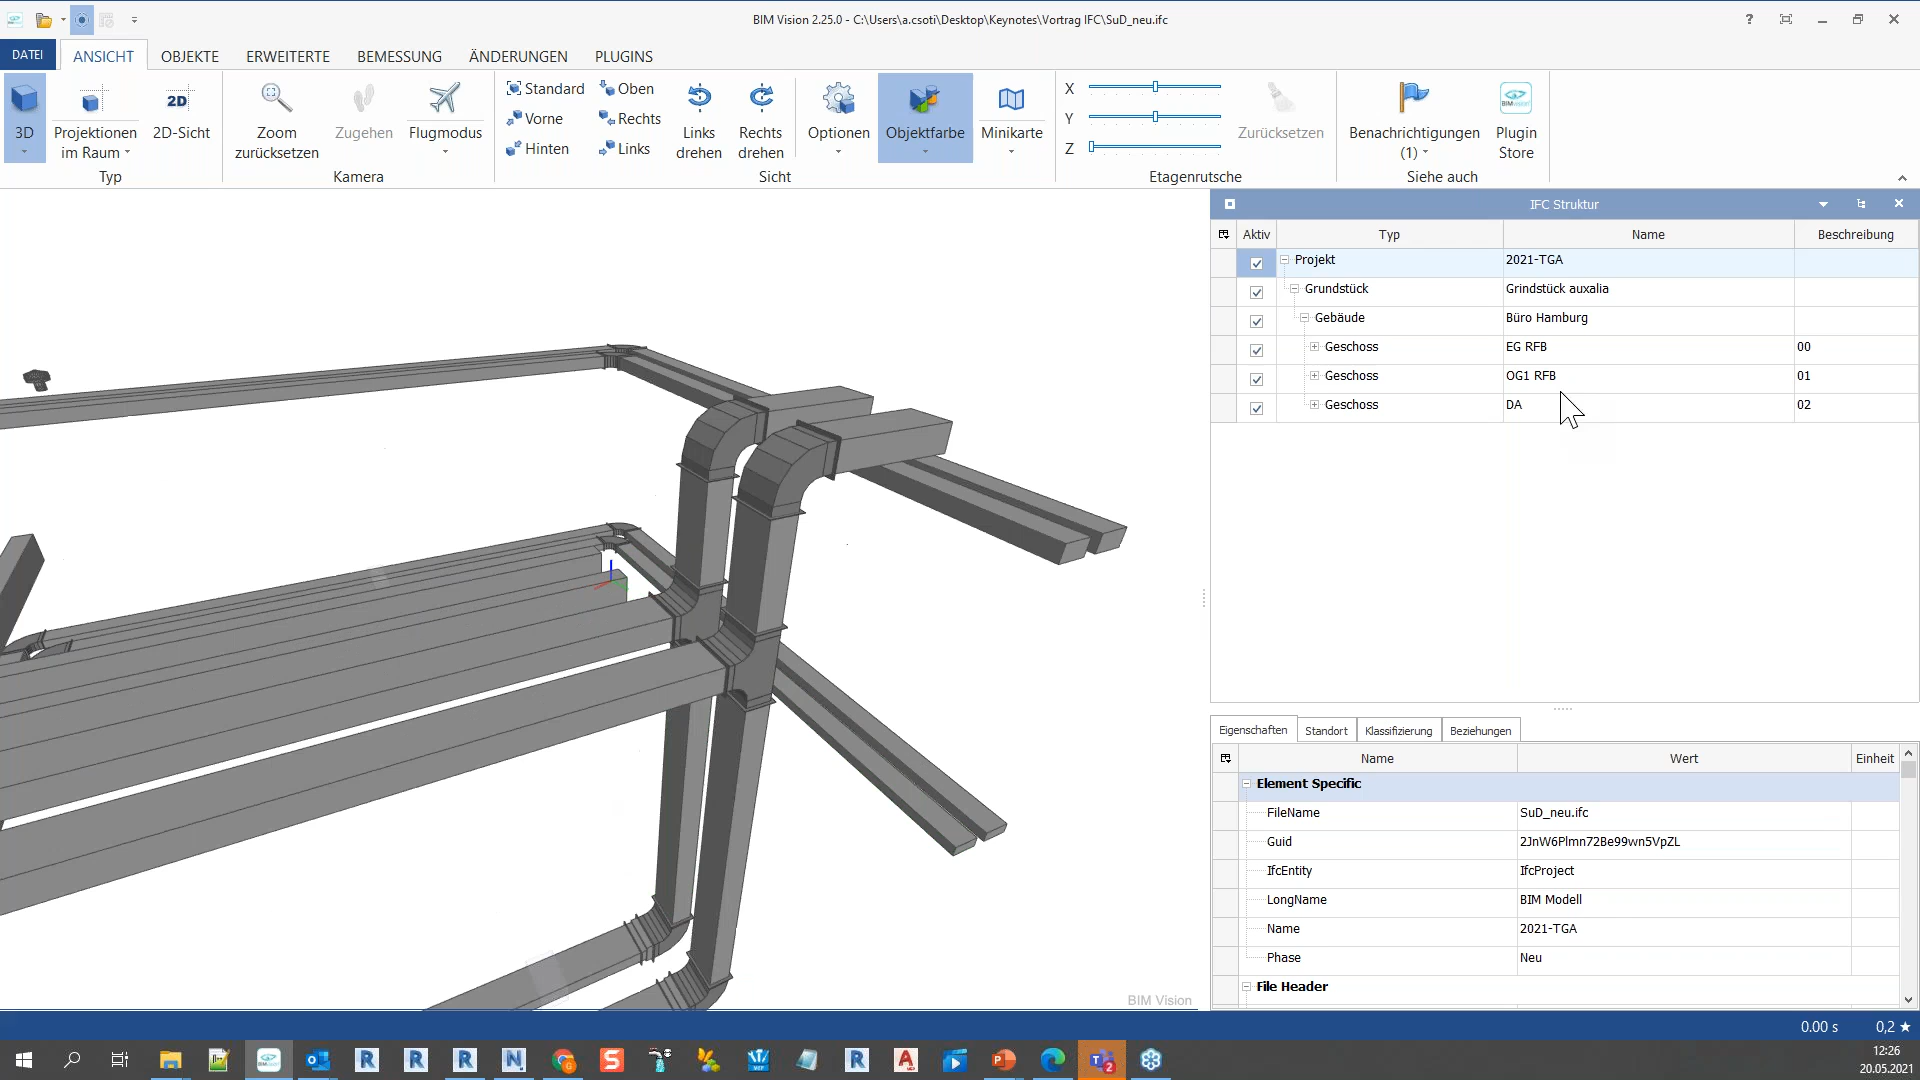 BIM Vision 2.25.0 - C:\Users\a.csoti\Desktop\Keynotes\Vortrag IFC\SuD_neu.ifc
DATEI
ANSICHT
OBJEKTE
ERWEITERTE
BEMESSUNG
ÄNDERUNGEN
PLUGINS
3D
Projektionen
im Raum
2D
2D-Sicht
Typ
Zoom
zurücksetzen
Zugehen
Flugmodus
Kamera
Standard
Vorne
Hinten
Oben
Rechts
Links
Links
drehen
Rechts
drehen
Optionen
Objektfarbe
Minikarte
Sicht
X
Y
Z
Zurücksetzen
Etagenrutsche
Benachrichtigungen
(1)
Plugin
Store
Siehe auch
IFC Struktur
Aktiv Typ Name Beschreibung
Projekt 2021-TGA
Grundstück Grindstück auxalia
Gebäude Büro Hamburg
Geschoss EG RFB 00
Geschoss OG1 RFB 01
Geschoss DA 02
Eigenschaften Standort Klassifizierung Beziehungen
Name Wert Einheit
Element Specific
FileName SuD_neu.ifc
Guid 2JnW6Plmn72Be99wn5VpZL
IfcEntity IfcProject
LongName BIM Modell
Name 2021-TGA
Phase Neu
File Header
BIM Vision
0.00 s 0,2
12:26
20.05.2021